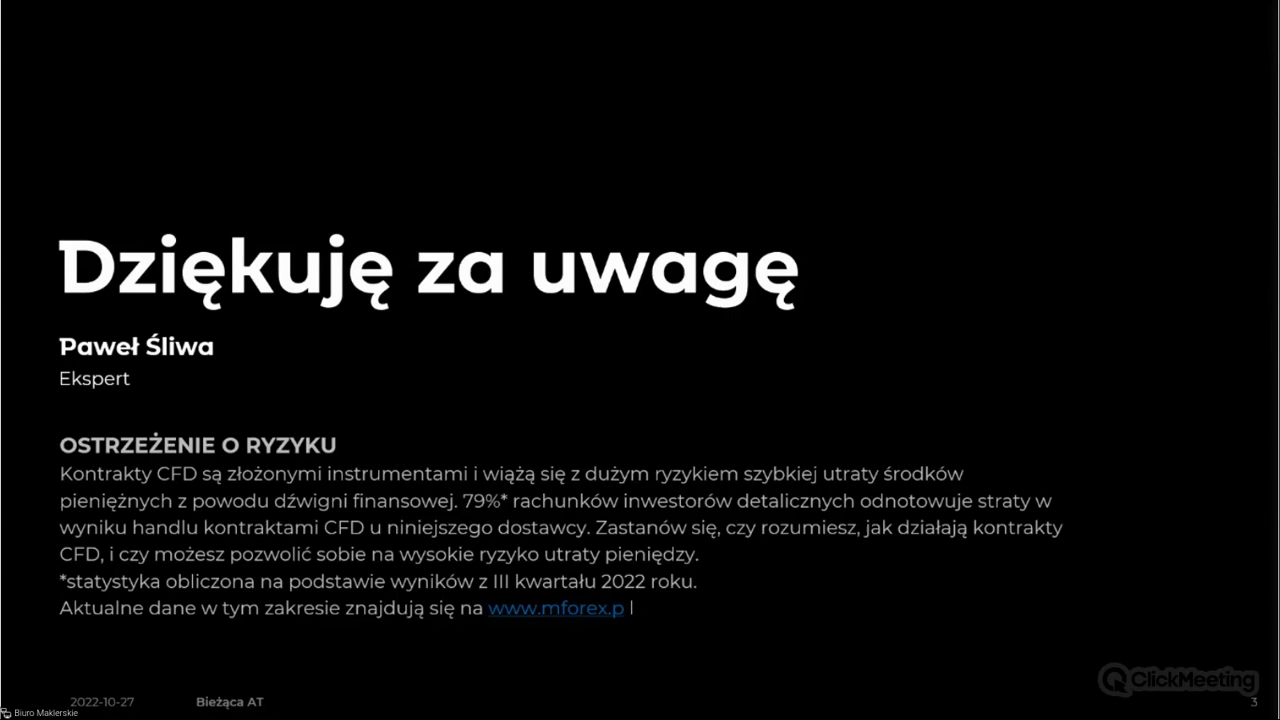 Dziękuję za uwagę
Paweł Śliwa
Ekspert
OSTRZEŻENIE O RYZYKU
Kontrakty CFD są złożonymi instrumentami i wiążą się z dużym ryzykiem szybkiej utraty środków
pieniężnych z powodu dźwigni finansowej. 79%* rachunków inwestorów detalicznych odnotowuje straty w
wyniku handlu kontraktami CFD u niniejszego dostawcy. Zastanów się, czy rozumiesz, jak działają kontrakty
CFD, i czy możesz pozwolić sobie na wysokie ryzyko utraty pieniędzy.
*statystyka obliczona na podstawie wyników z III kwartału 2022 roku.
Aktualne dane w tym zakresie znajdują się na www.mforex.p l
ClickMeeting
2022-10-27 Bieżąca AT 3
Biuro Maklerskie